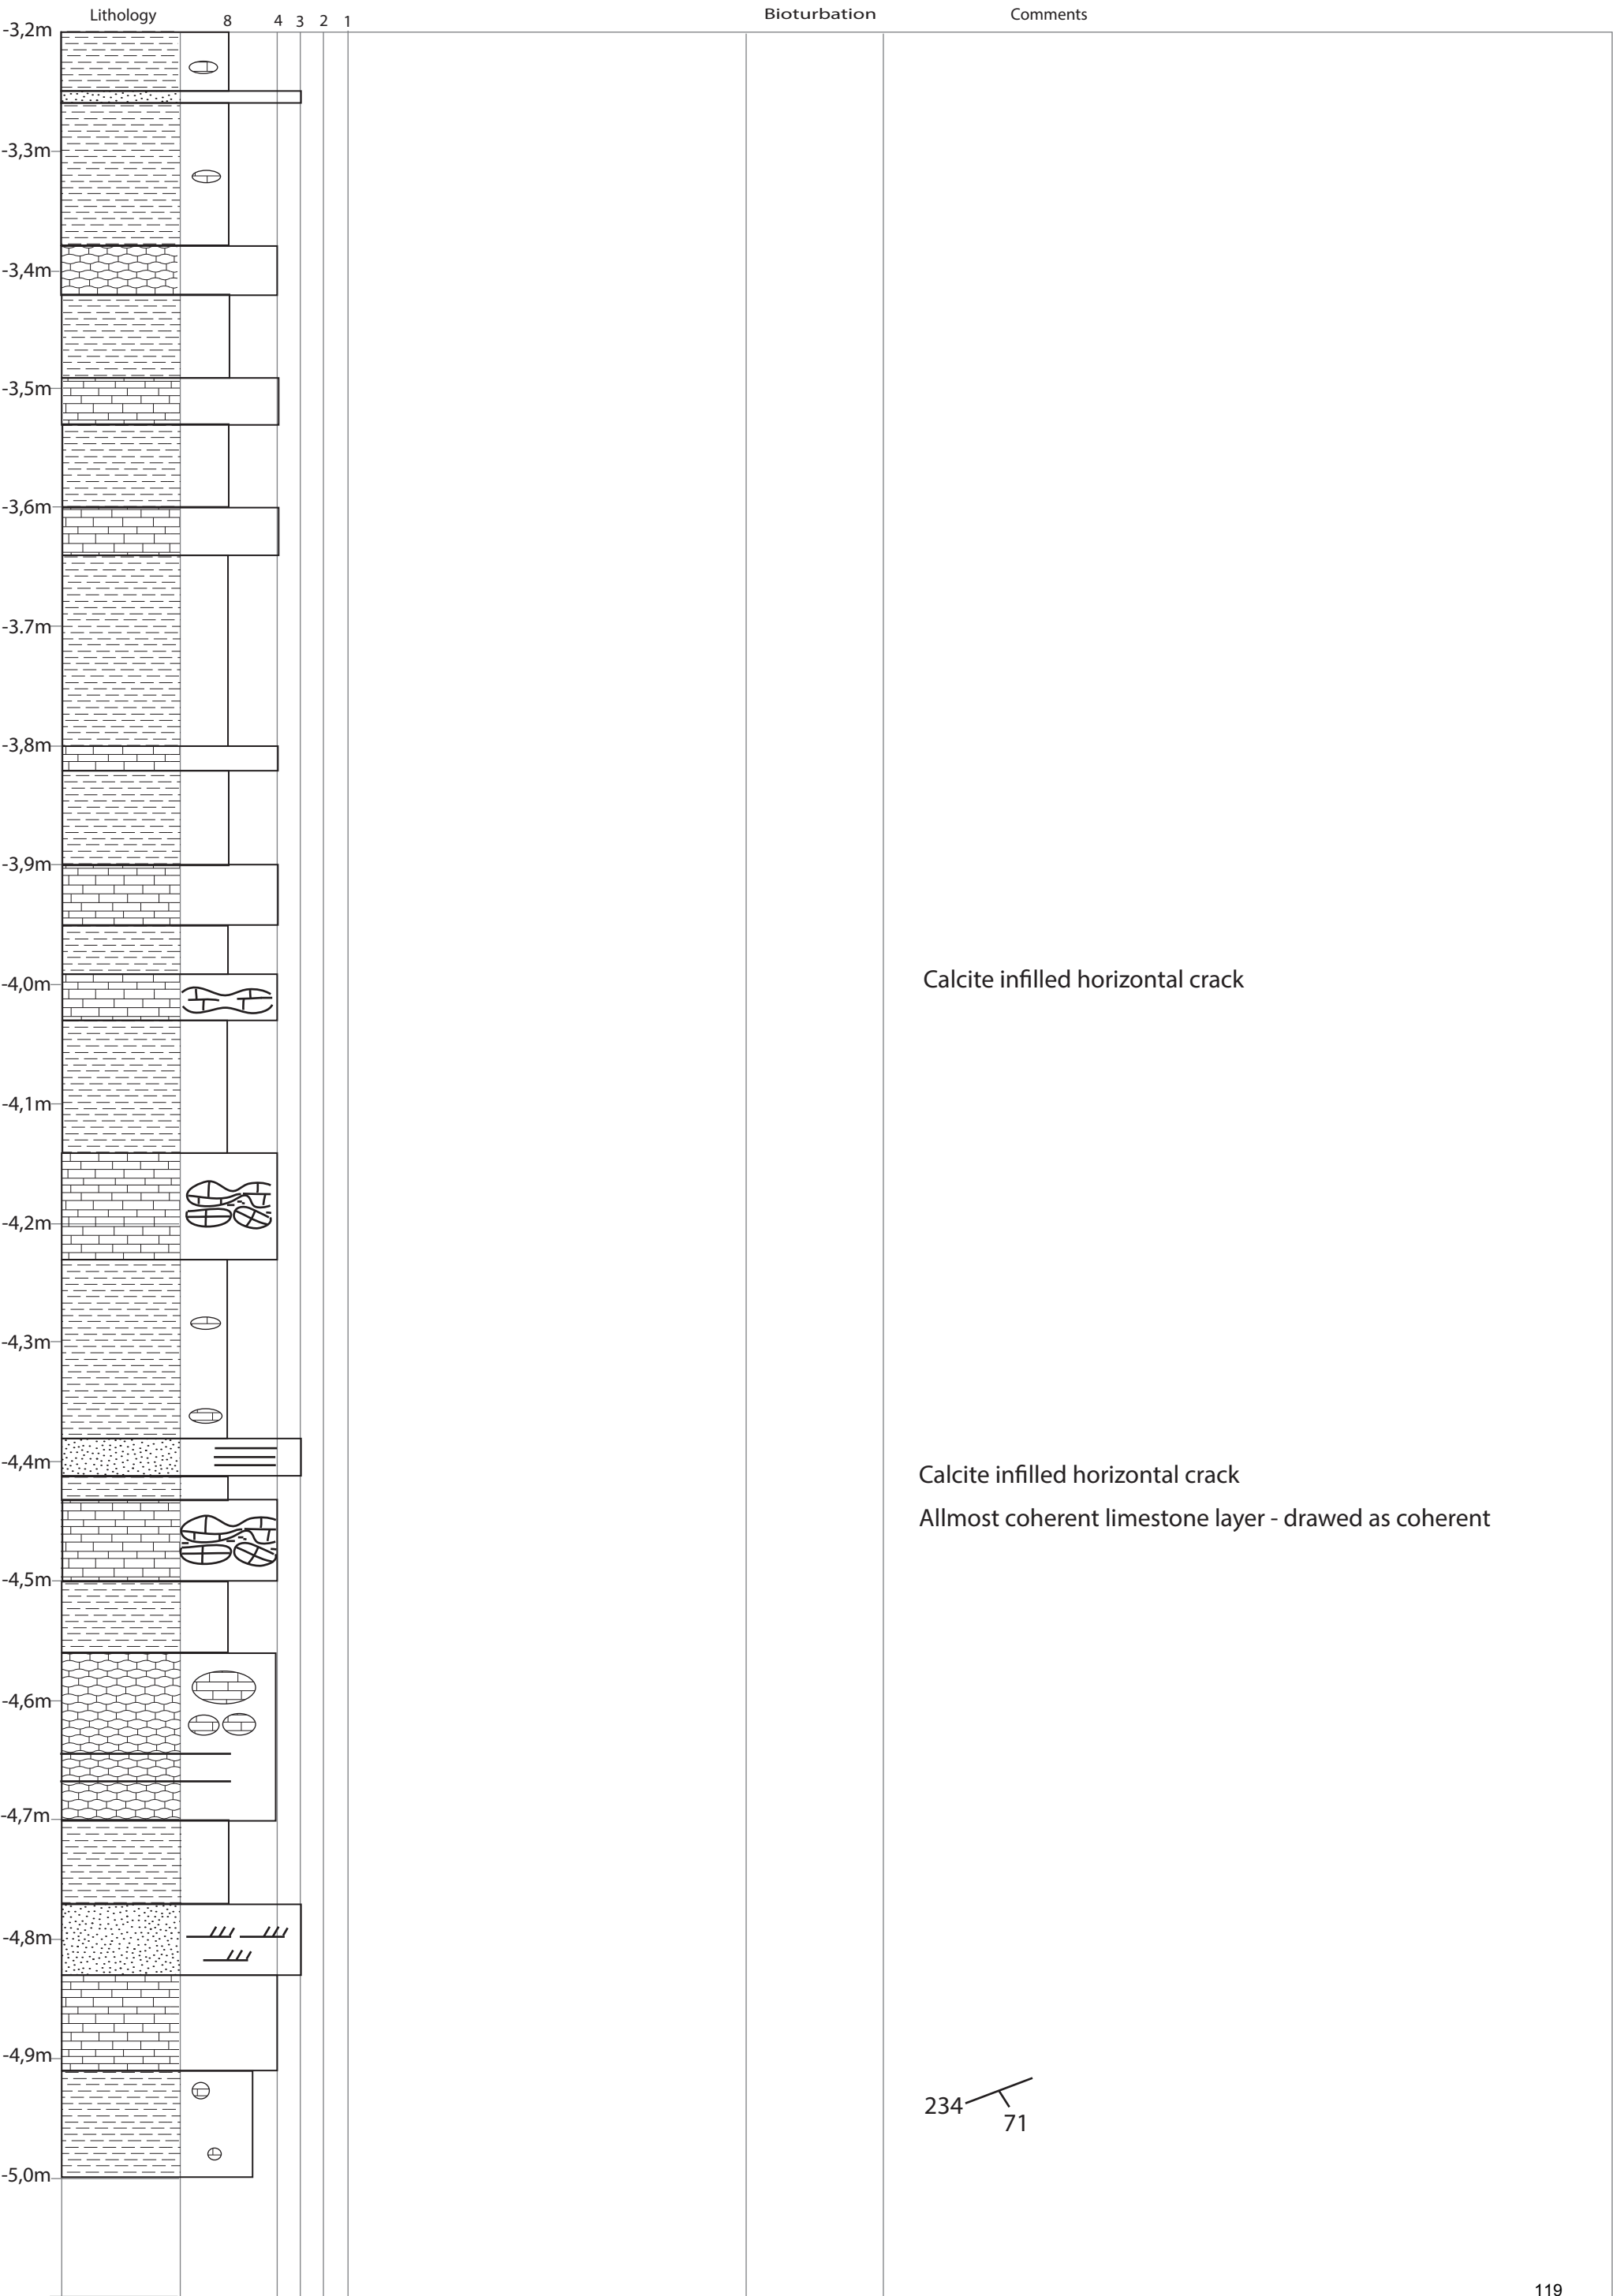 Lithology 8 4 3 2 1 Bioturbation Comments
-3,2m
-3,3m
-3,4m
-3,5m
-3,6m
-3.7m
-3,8m
-3,9m
Calcite infilled horizontal crack
-4,0m
-4,1m
-4,2m
-4,3m
-4,4m
Calcite infilled horizontal crack
Allmost coherent limestone layer - drawed as coherent
-4,5m
-4,6m
-4,7m
-4,8m
-4,9m
234
71
-5,0m
119